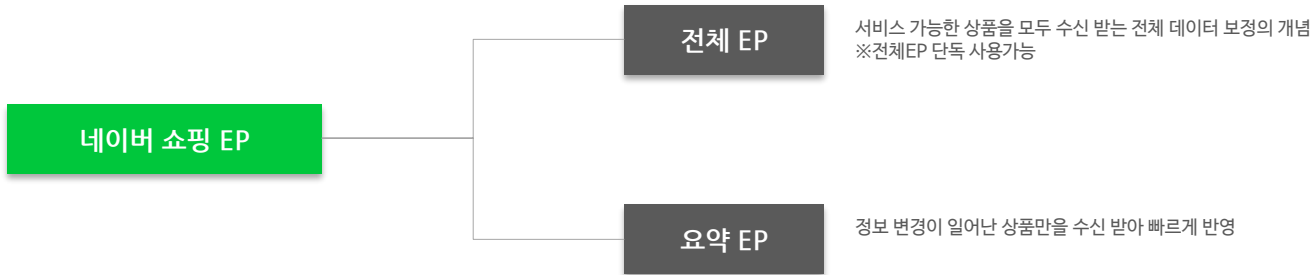 전체 EP
서비스 가능한 상품을 모두 수신 받는 전체 데이터 보정의 개념
※전체EP 단독 사용가능
네이버 쇼핑 EP
요약 EP
정보 변경이 일어난 상품만을 수신 받아 빠르게 반영